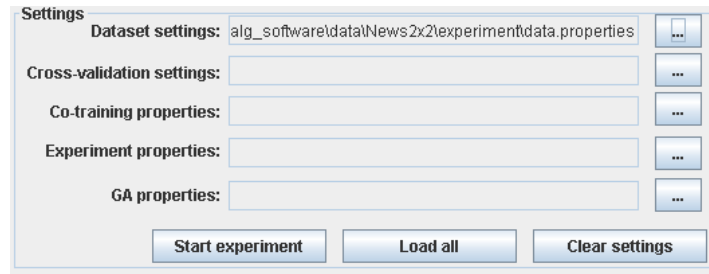 Settings
Dataset settings: alg_software\data\News2x2\experiment\data.properties ...
Cross-validation settings: ...
Co-training properties: ...
Experiment properties: ...
GA properties: ...
Start experiment Load all Clear settings